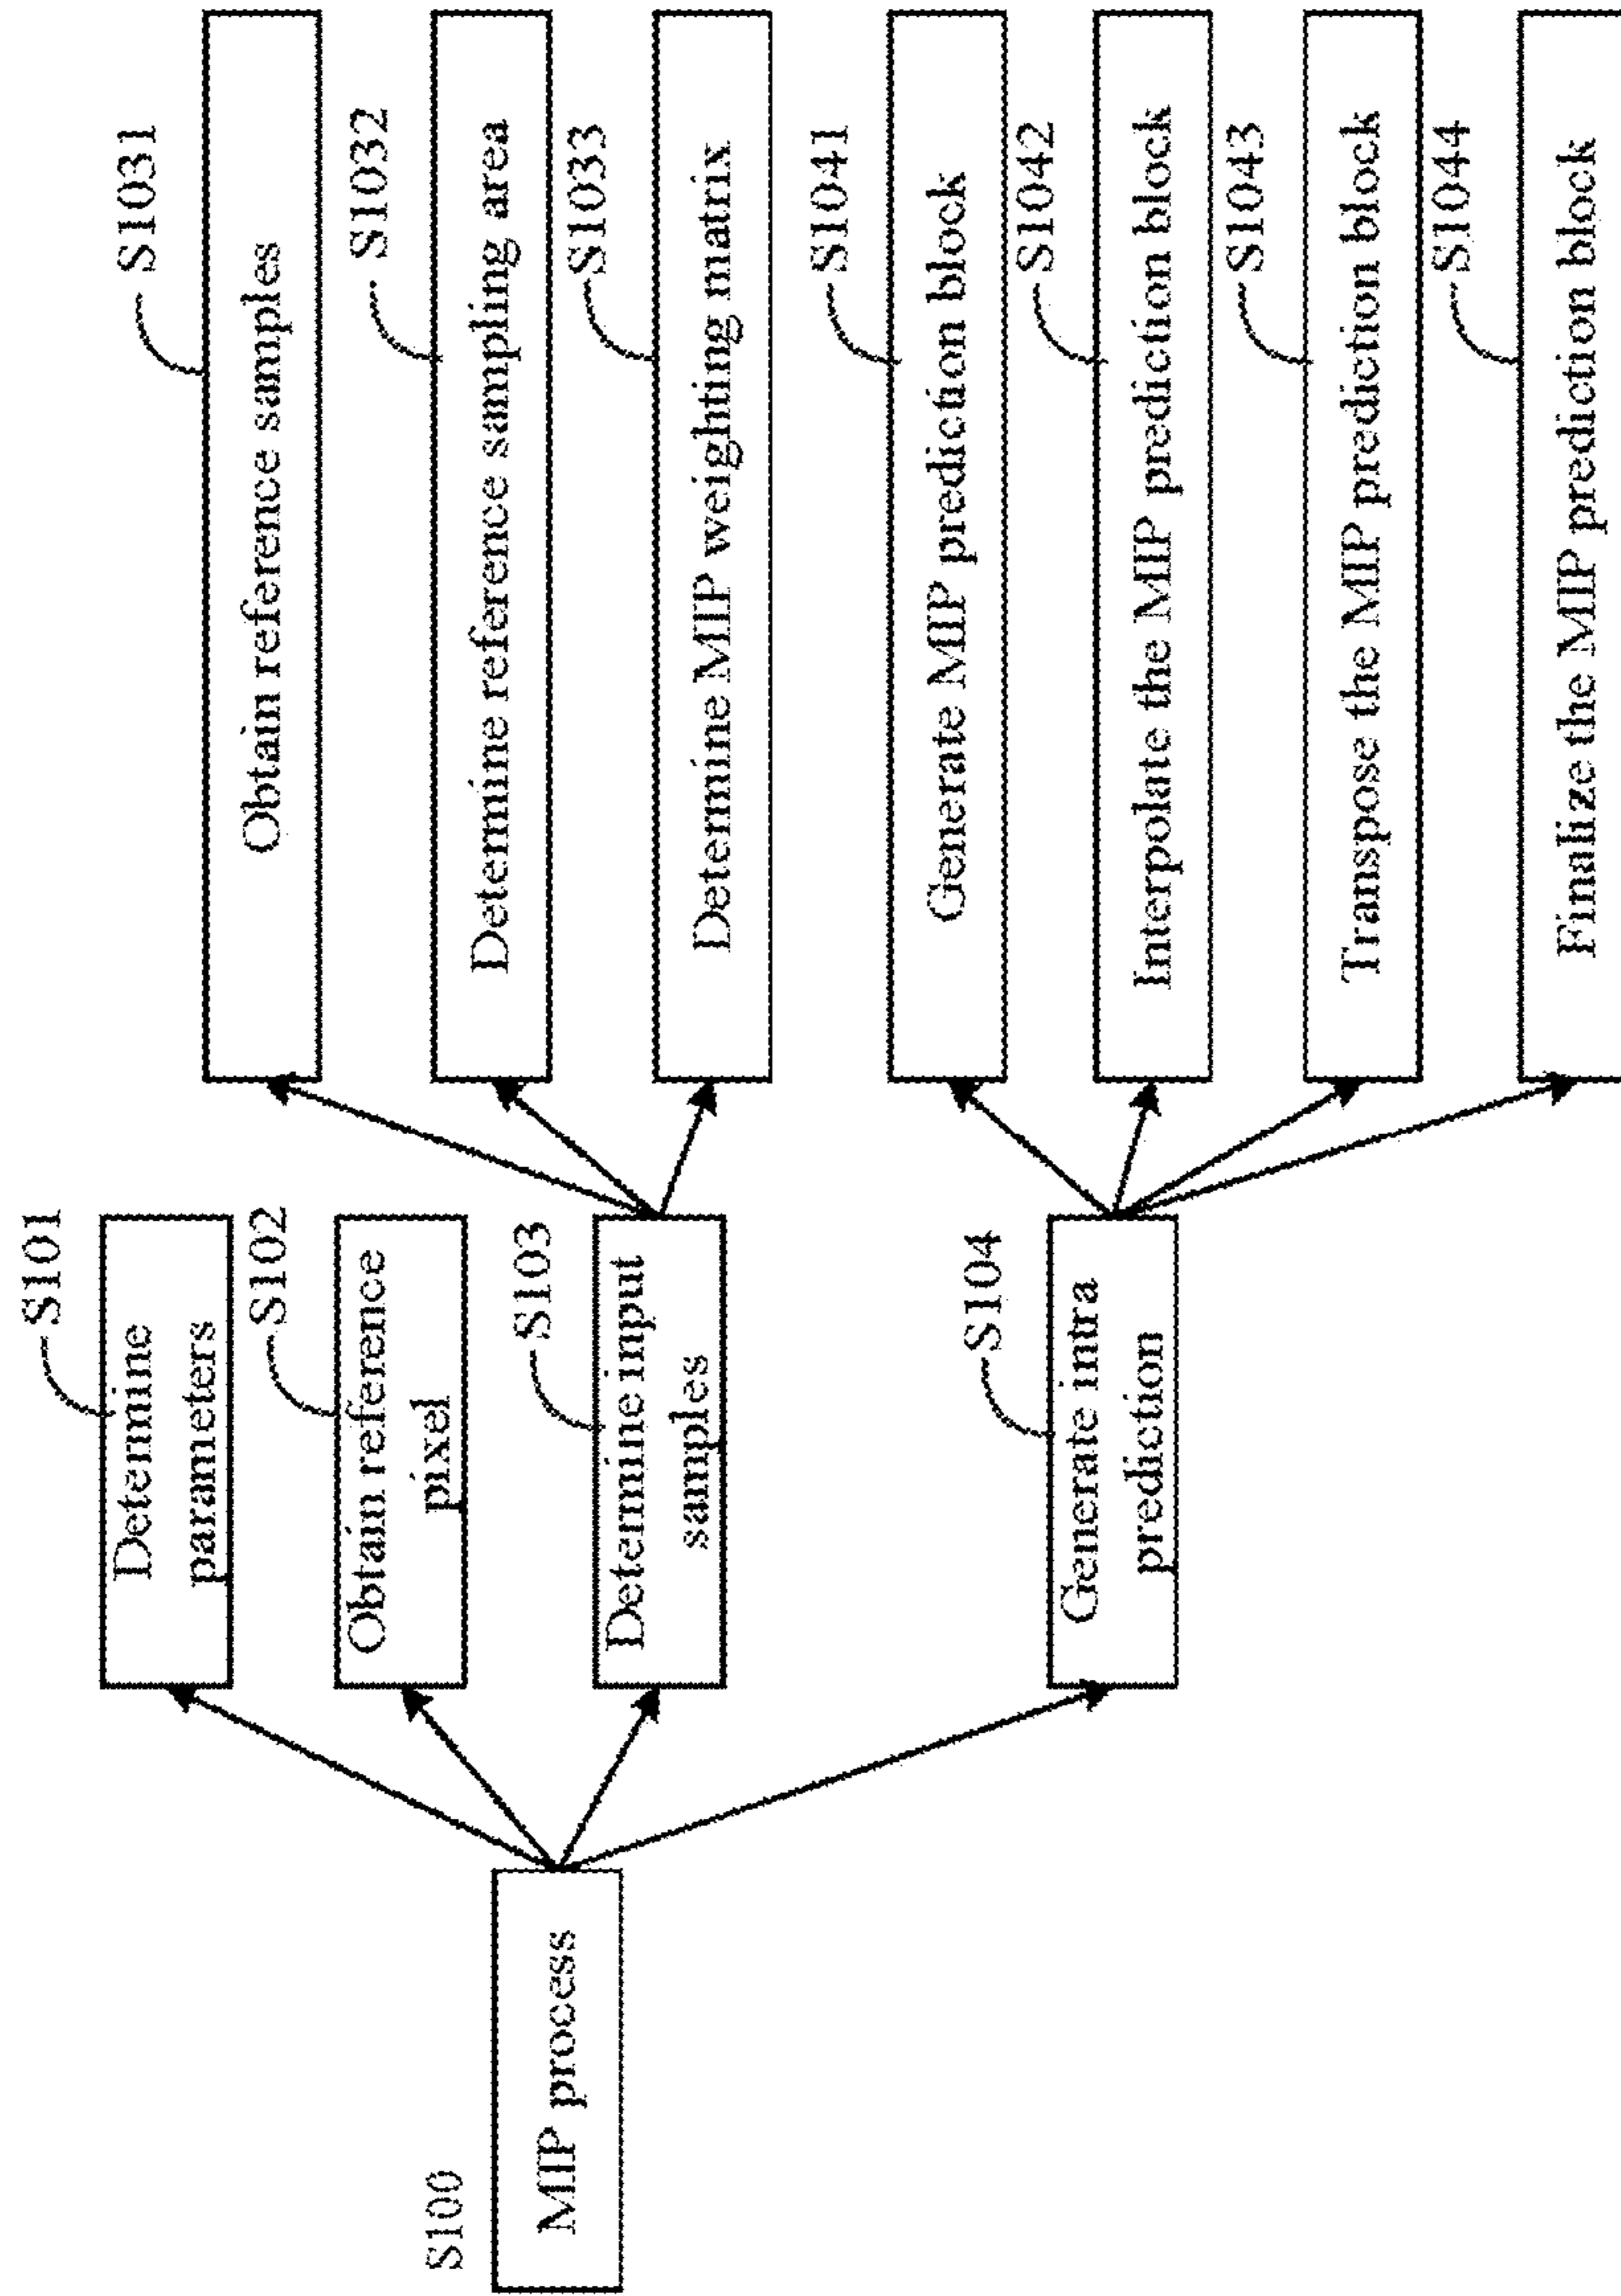 S100
MIP process
S101
Determine
parameters
S102
Obtain reference
pixel
S103
Determine input
samples
S104
Generate intra
prediction
S1031
Obtain reference samples
S1032
Determine reference sampling area
S1033
Determine MIP weighting matrix
S1041
Generate MIP prediction block
S1042
Interpolate the MIP prediction block
S1043
Transpose the MIP prediction block
S1044
Finalize the MIP prediction block